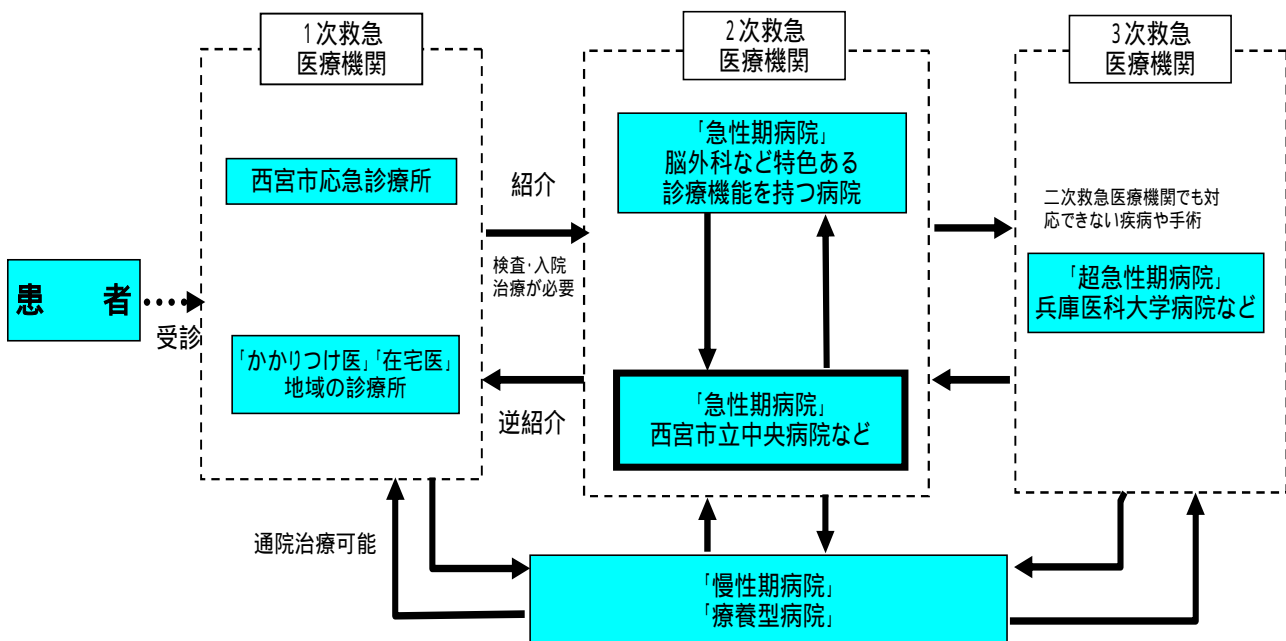 1次救急
医療機関
2次救急
医療機関
3次救急
医療機関
「急性期病院」
脳外科など特色ある
診療機能を持つ病院
西宮市応急診療所
紹介
二次救急医療機関でも対
応できない疾病や手術
検査・入院
治療が必要
患　者
受診
「超急性期病院」
兵庫医科大学病院など
「かかりつけ医」「在宅医」
地域の診療所
逆紹介
「急性期病院」
西宮市立中央病院など
通院治療可能
「慢性期病院」
「療養型病院」